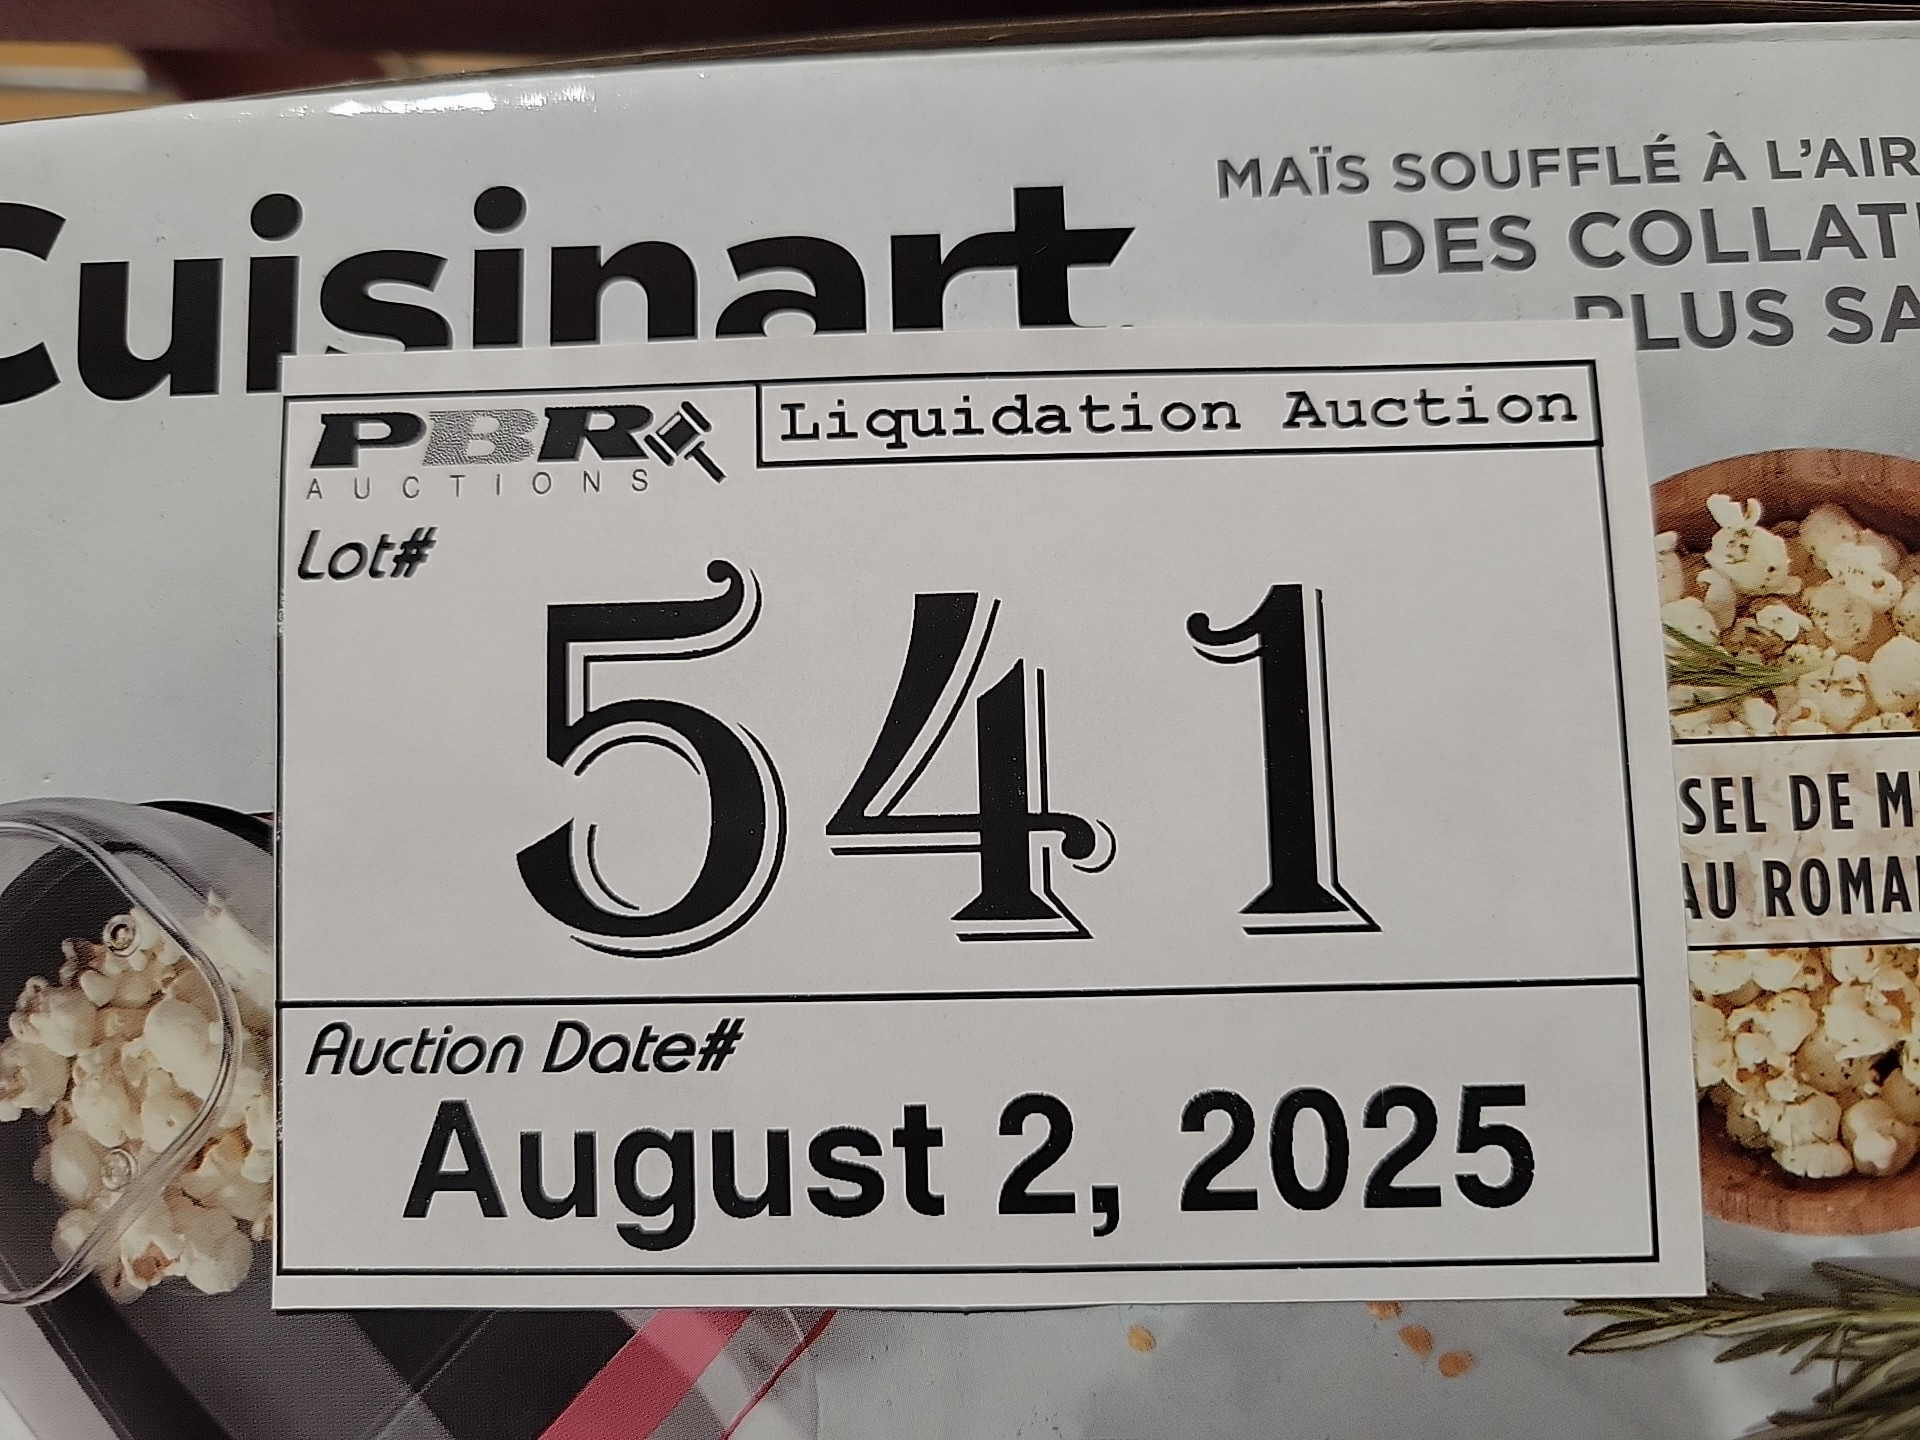 Cuisinart
MAÏS SOUFFLÉ À L'AIR
DES COLLAT
PLUS SA
PBR
AUCTIONS
Liquidation Auction
Lot#
541
SEL DE M
AU ROMA
Auction Date#
August 2, 2025